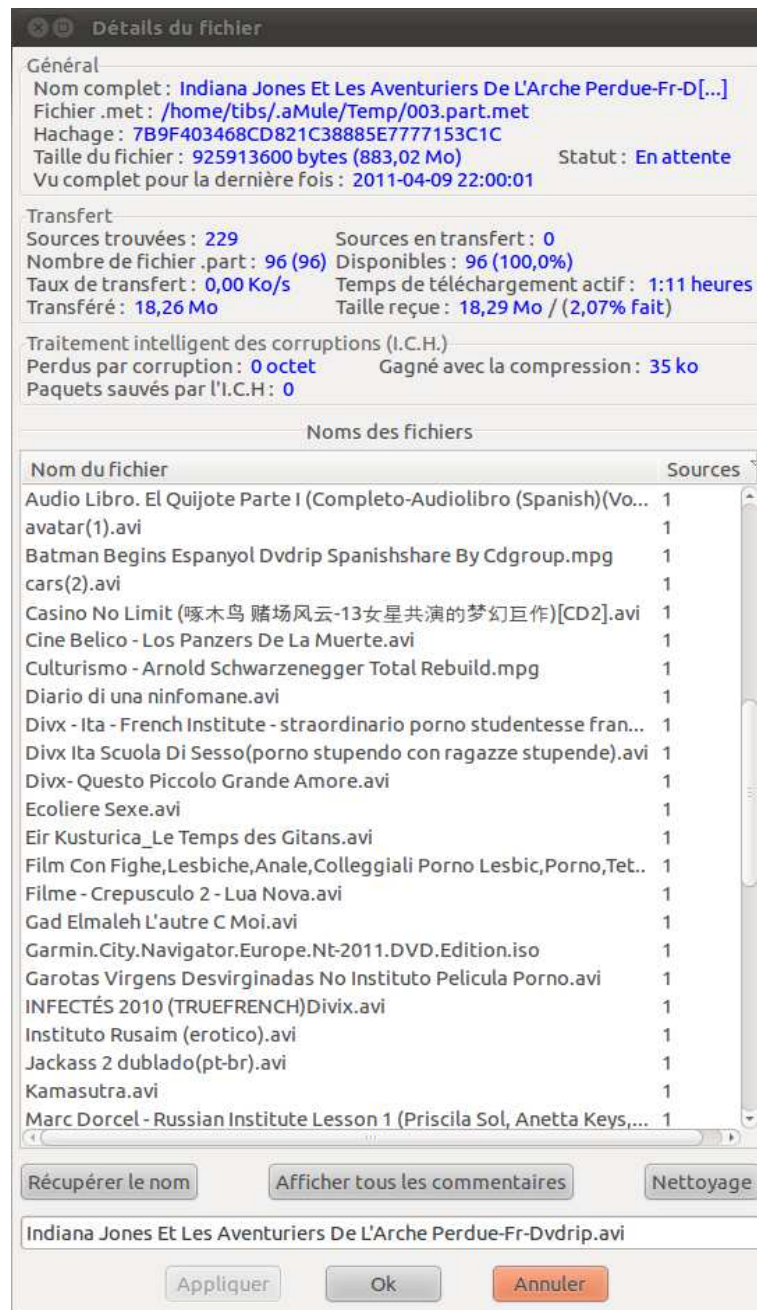 Détails du fichier
Général
Nom complet : Indiana Jones Et Les Aventuriers De L'Arche Perdue-Fr-D[...]
Fichier .met : /home/tibs/.aMule/Temp/003.part.met
Hachage : 7B9F403468CD821C38885E7777153C1C
Taille du fichier : 925913600 bytes (883,02 Mo) Statut : En attente
Vu complet pour la dernière fois : 2011-04-09 22:00:01
Transfert
Sources trouvées : 229 Sources en transfert : 0
Nombre de fichier .part : 96 (96) Disponibles : 96 (100,0%)
Taux de transfert : 0,00 Ko/s Temps de téléchargement actif : 1:11 heures
Transféré : 18,26 Mo Taille reçue : 18,29 Mo / (2,07% fait)
Traitement intelligent des corruptions (I.C.H.)
Perdus par corruption : 0 octet Gagné avec la compression : 35 ko
Paquets sauvés par l'I.C.H : 0
Noms des fichiers
Nom du fichier Sources
Audio Libro. El Quijote Parte I (Completo-Audiolibro (Spanish)(Vo... 1
avatar(1).avi 1
Batman Begins Espanyol Dvdrip Spanishshare By Cdgroup.mpg 1
cars(2).avi 1
Casino No Limit (啄木鸟 赌场风云-13女星共演的梦幻巨作)[CD2].avi 1
Cine Belico - Los Panzers De La Muerte.avi 1
Culturismo - Arnold Schwarzenegger Total Rebuild.mpg 1
Diario di una ninfomane.avi 1
Divx - Ita - French Institute - straordinario porno studentesse fran... 1
Divx Ita Scuola Di Sesso(porno stupendo con ragazze stupende).avi 1
Divx- Questo Piccolo Grande Amore.avi 1
Ecoliere Sexe.avi 1
Eir Kusturica_Le Temps des Gitans.avi 1
Film Con Fighe,Lesbiche,Anale,Colleggiali Porno Lesbic,Porno,Tet.. 1
Filme - Crepusculo 2 - Lua Nova.avi 1
Gad Elmaleh L'autre C Moi.avi 1
Garmin.City.Navigator.Europe.Nt-2011.DVD.Edition.iso 1
Garotas Virgens Desvirginadas No Instituto Pelicula Porno.avi 1
INFECTÉS 2010 (TRUEFRENCH)Divix.avi 1
Instituto Rusaim (erotico).avi 1
Jackass 2 dublado(pt-br).avi 1
Kamasutra.avi 1
Marc Dorcel - Russian Institute Lesson 1 (Priscila Sol, Anetta Keys,... 1
Récupérer le nom Afficher tous les commentaires Nettoyage
Indiana Jones Et Les Aventuriers De L'Arche Perdue-Fr-Dvdrip.avi
Appliquer Ok Annuler